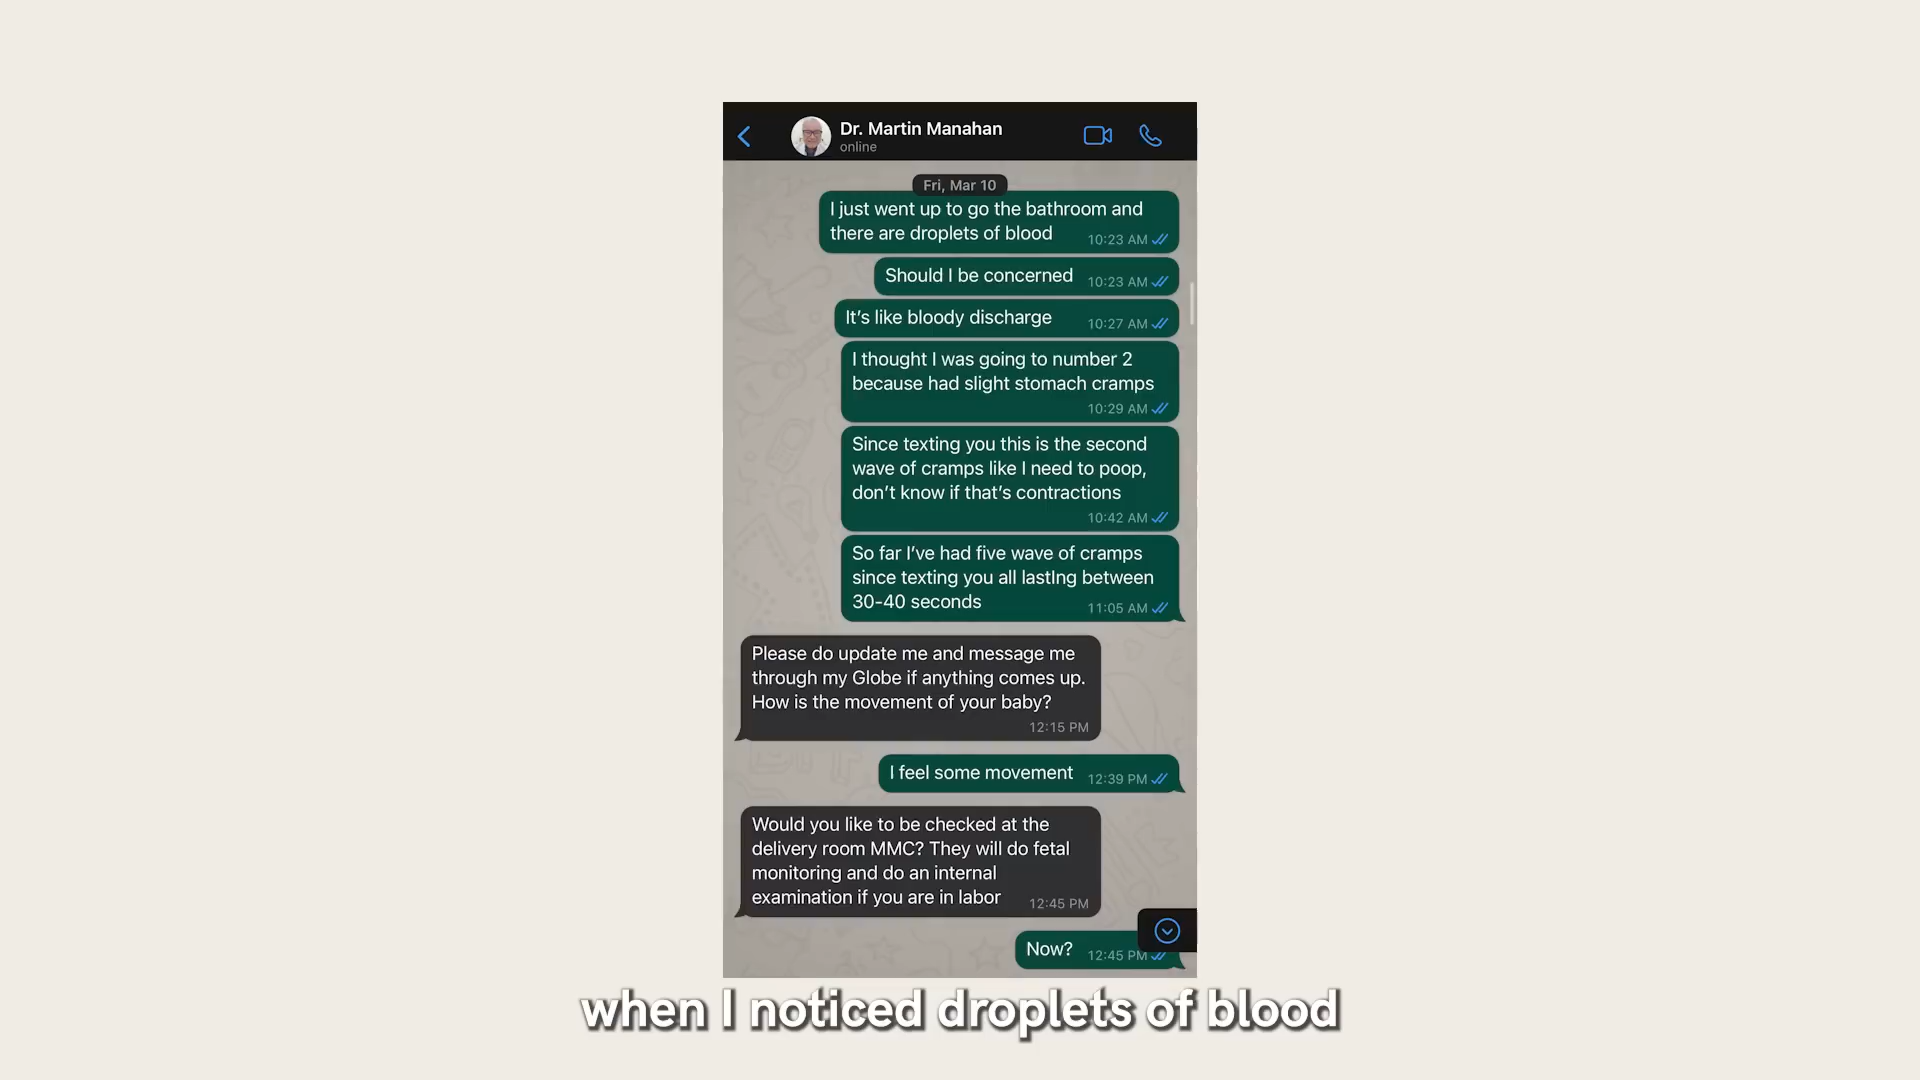 Dr. Martin Manahan
online
Fri, Mar 10
I just went up to go the bathroom and
there are droplets of blood
10:23 AM
Should I be concerned
10:23 AM
It's like bloody discharge
10:27 AM
I thought I was going to number 2
because had slight stomach cramps
10:29 AM
Since texting you this is the second
wave of cramps like I need to poop,
don't know if that's contractions
10:42 AM
So far I've had five wave of cramps
since texting you all lastIng between
30-40 seconds
11:05 AM
Please do update me and message me
through my Globe if anything comes up.
How is the movement of your baby?
12:15 PM
I feel some movement
12:39 PM
Would you like to be checked at the
delivery room MMC? They will do fetal
monitoring and do an internal
examination if you are in labor
12:45 PM
Now?
12:45 PM
when I noticed droplets of blood